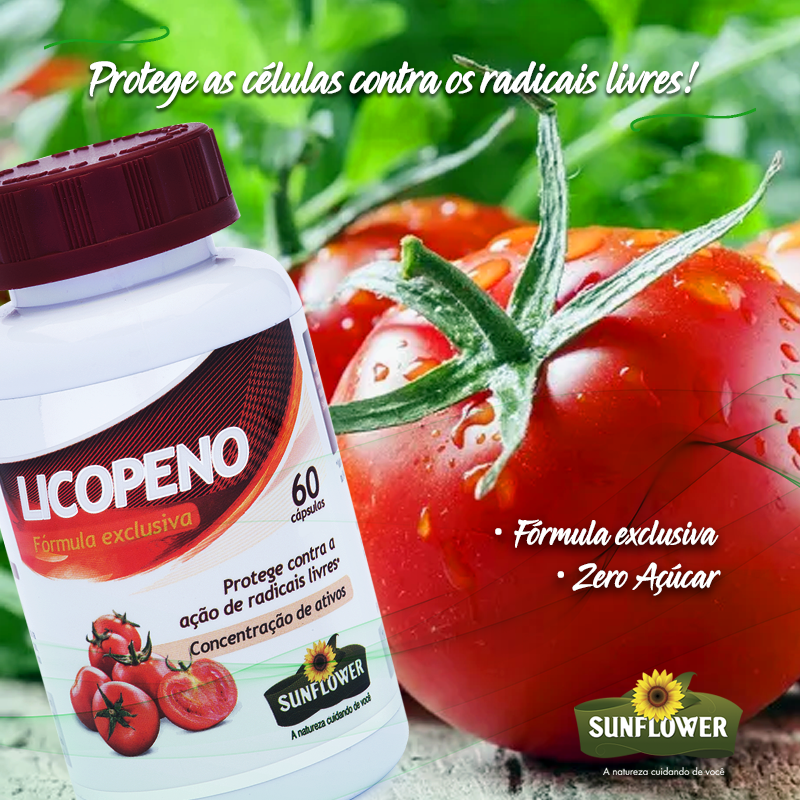 Protege as células contra os radicais livres!
LICOPENO
Fórmula exclusiva
60
cápsulas
Protege contra a
ação de radicais livres*
Concentração de ativos
SUNFLOWER
A natureza cuidando de você
• Fórmula exclusiva
• Zero Açúcar
SUNFLOWER
A natureza cuidando de você